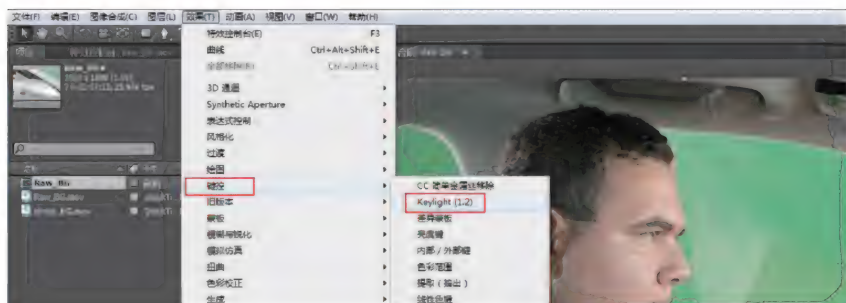 文件(F) 编辑(E) 图像合成(C) 图层(L) 效果(T) 动画(A) 视图(V) 窗口(W) 帮助(H)
特效控制台(E) F3
曲线 Ctrl+Alt+Shift+E
全部移除(R) Ctrl+Shift+E
3D 通道
Synthetic Aperture
表达式控制
风格化
过渡
绘图
键控
旧版本
蒙板
模糊与锐化
模拟仿真
扭曲
色彩校正
生成
CC 简单金属丝移除
Keylight (1.2)
差异蒙板
亮度键
内部/外部键
色彩范围
提取(抽出)
线性色键
Raw_BG